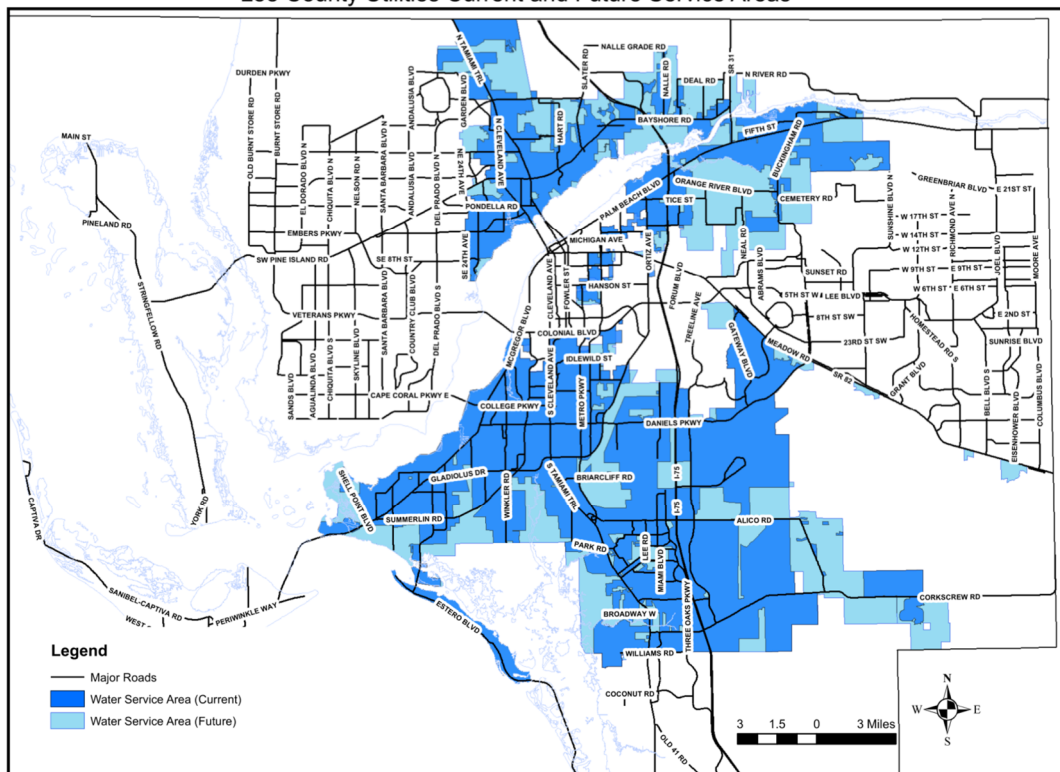 Lee County Utilities Current and Future Service Areas
NALLE GRADE RD
N TAMIAMI TRL
SLATER RD
NALLE RD
SR 31
DURDEN PKWY
DEAL RD
N RIVER RD
OLD BURNT STORE RD
BURNT STORE RD
ANDALUSIA BLVD
GARDEN BLVD
HART RD
BAYSHORE RD
MAIN ST
EL DORADO BLVD N
CHIQUITA BLVD N
NELSON RD N
SANTA BARBARA BLVD N
ANDALUSIA BLVD
DEL PRADO BLVD N
NE 24TH AVE
N CLEVELAND AVE
FIFTH ST
BUCKINGHAM RD
PALM BEACH BLVD
ORANGE RIVER BLVD
SUNSHINE BLVD N
GREENBRIAR BLVD
E 21ST ST
PONDELLA RD
TICE ST
CEMETERY RD
RICHMOND AVE N
PINELAND RD
EMBERS PKWY
MICHIGAN AVE
ORTIZ AVE
NEAL RD
W 17TH ST
W 14TH ST
W 12TH ST
JOEL BLVD
MOORE AVE
SW PINE ISLAND RD
SE 8TH ST
SE 24TH AVE
ABRAMS BLVD
SUNSET RD
W 9TH ST
E 9TH ST
STRINGFELLOW RD
CLEVELAND AVE
FOWLER ST
HANSON ST
FORUM BLVD
5TH ST W
LEE BLVD
W 6TH ST
E 6TH ST
VETERANS PKWY
SANTA BARBARA BLVD
COUNTRY CLUB BLVD
DEL PRADO BLVD S
MCGREGOR BLVD
COLONIAL BLVD
TREELINE AVE
8TH ST SW
HOMESTEAD RD S
E 2ND ST
GATEWAY BLVD
MEADOW RD
23RD ST SW
SUNRISE BLVD
SANDS BLVD
AGUALINDA BLVD
CHIQUITA BLVD S
SKYLINE BLVD
IDLEWILD ST
SR 82
GRANT BLVD
CAPE CORAL PKWY E
COLLEGE PKWY
S CLEVELAND AVE
METRO PKWY
DANIELS PKWY
BELL BLVD S
EISENHOWER BLVD
COLUMBUS BLVD
SHELL POINT BLVD
GLADIOLUS DR
WINKLER RD
S TAMIAMI TRL
BRIARCLIFF RD
I-75
CAPTIVA DR
YORK RD
SUMMERLIN RD
I-75
ALICO RD
PARK RD
LEE RD
MIAMI BLVD
SANIBEL-CAPTIVA RD
PERIWINKLE WAY
ESTERO BLVD
BROADWAY W
THREE OAKS PKWY
CORKSCREW RD
WILLIAMS RD
COCONUT RD
OLD 41 RD
Legend
Major Roads
Water Service Area (Current)
Water Service Area (Future)
N
W E
S
3 1.5 0 3 Miles